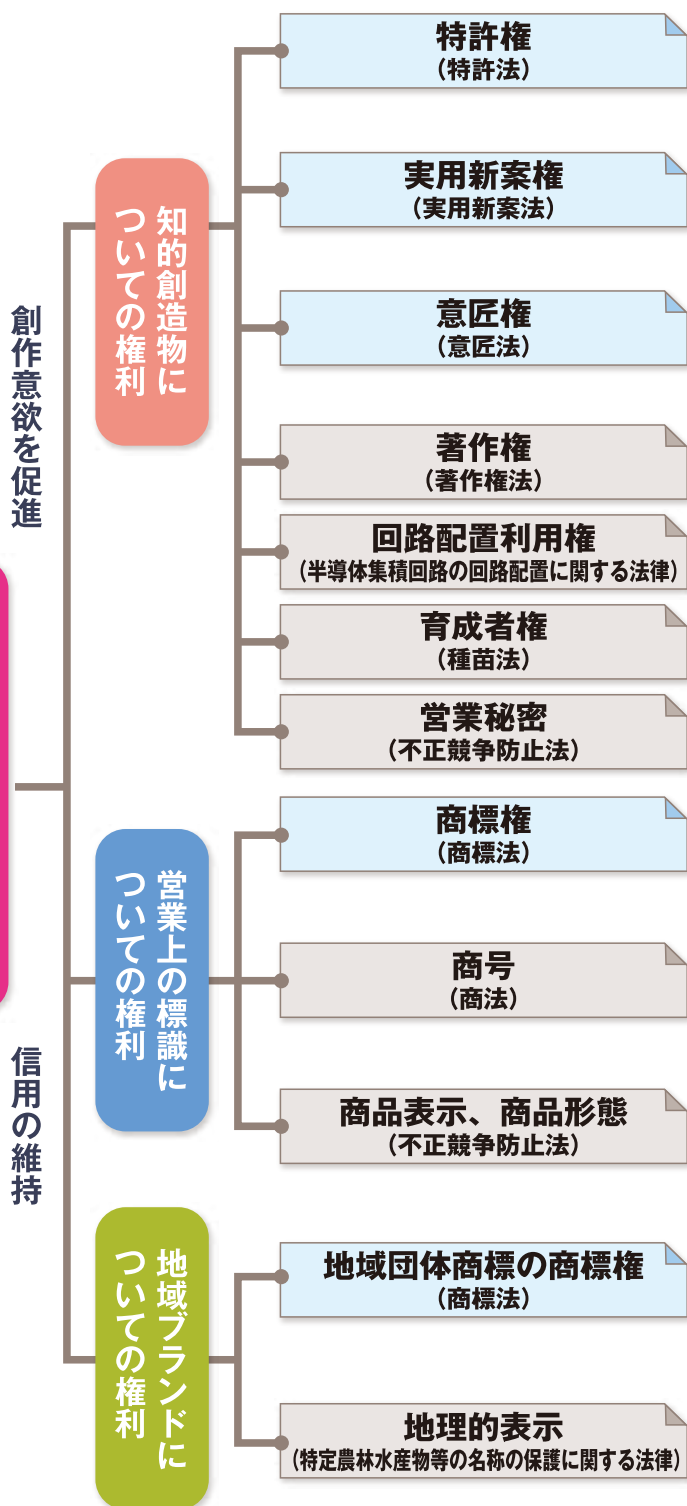 創作意欲を促進
知的創造物に
ついての権利
特許権
(特許法)
実用新案権
(実用新案法)
意匠権
(意匠法)
著作権
(著作権法)
回路配置利用権
(半導体集積回路の回路配置に関する法律)
育成者権
(種苗法)
営業秘密
(不正競争防止法)
信用の維持
営業上の標識に
ついての権利
商標権
(商標法)
商号
(商法)
商品表示、商品形態
(不正競争防止法)
地域ブランドに
ついての権利
地域団体商標の商標権
(商標法)
地理的表示
(特定農林水産物等の名称の保護に関する法律)